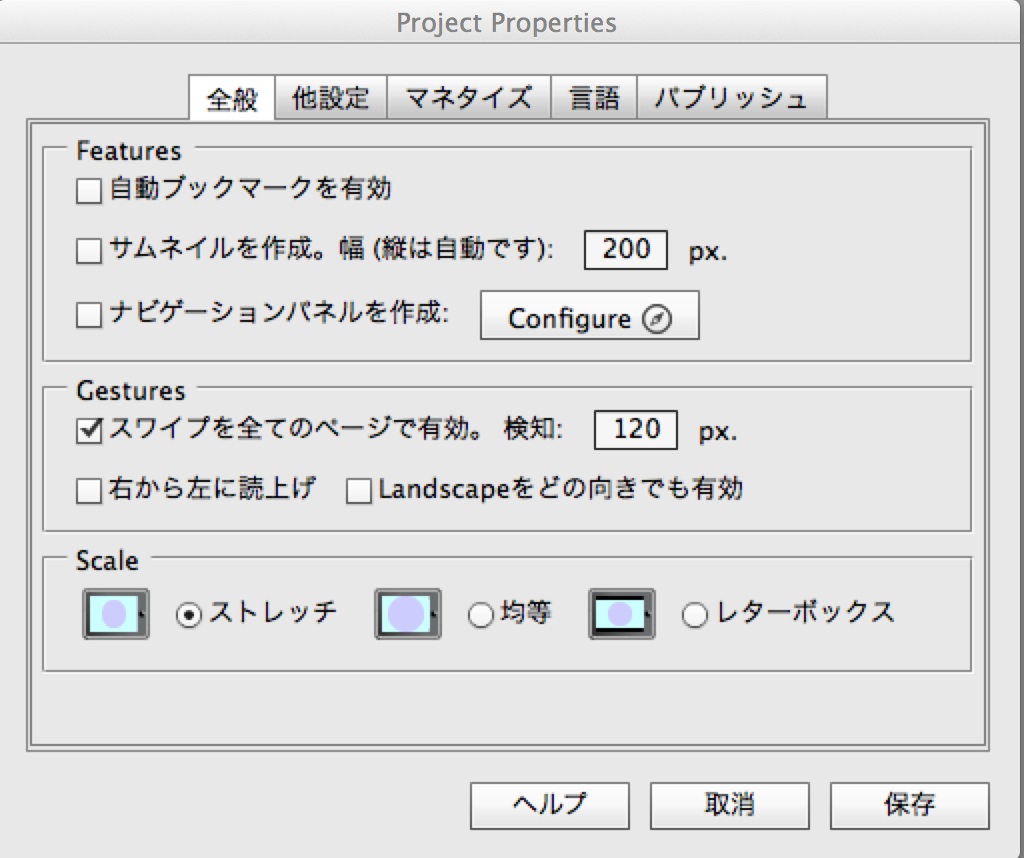 Project Properties
全般 他設定 マネタイズ 言語 パブリッシュ
Features
自動ブックマークを有効
サムネイルを作成。幅 (縦は自動です): 200 px.
ナビゲーションパネルを作成: Configure
Gestures
スワイプを全てのページで有効。 検知: 120 px.
右から左に読上げ Landscapeをどの向きでも有効
Scale
ストレッチ 均等 レターボックス
ヘルプ 取消 保存